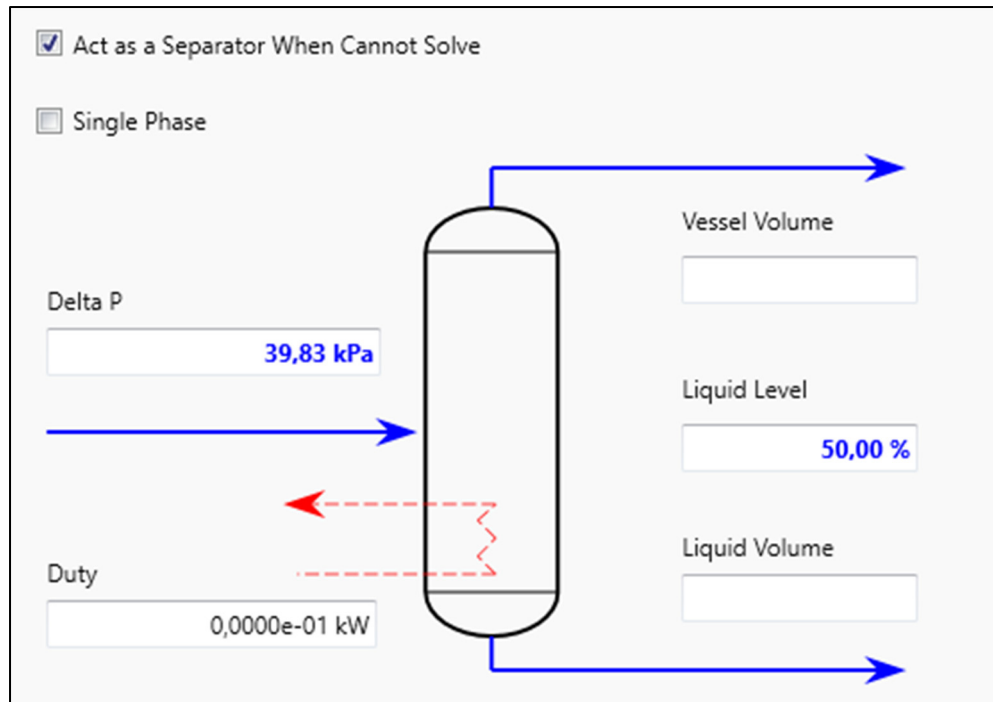 Act as a Separator When Cannot Solve
Single Phase
Vessel Volume
Delta P
39,83 kPa
Liquid Level
50,00 %
Liquid Volume
Duty
0,0000e-01 kW